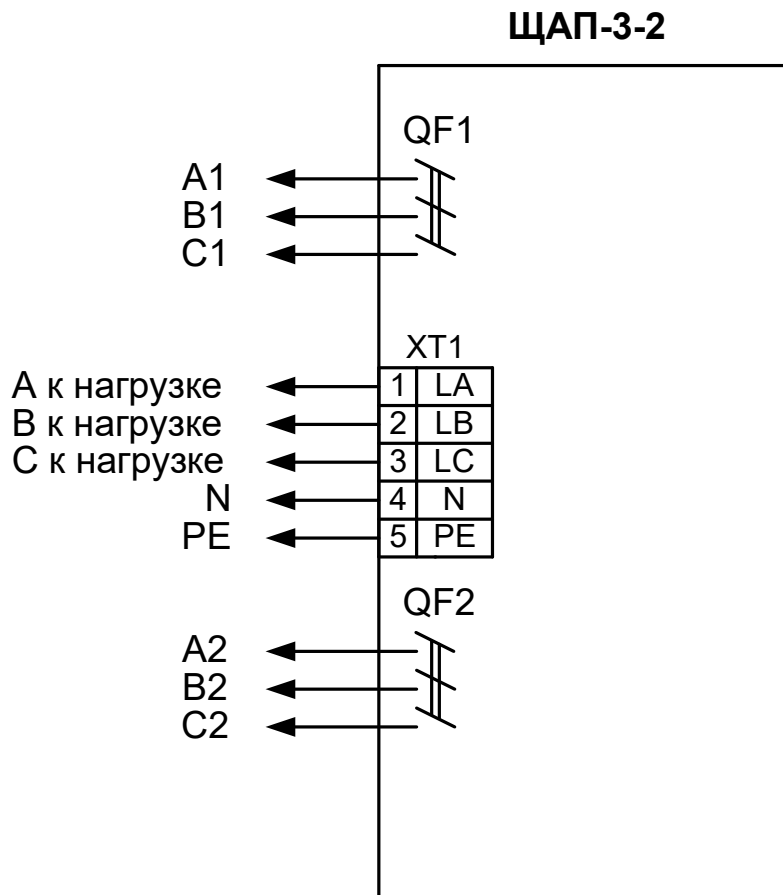 ЩАП-3-2
QF1
A1
B1
C1
XT1
А к нагрузке 1 LA
В к нагрузке 2 LB
С к нагрузке 3 LC
N 4 N
PE 5 PE
QF2
A2
B2
C2